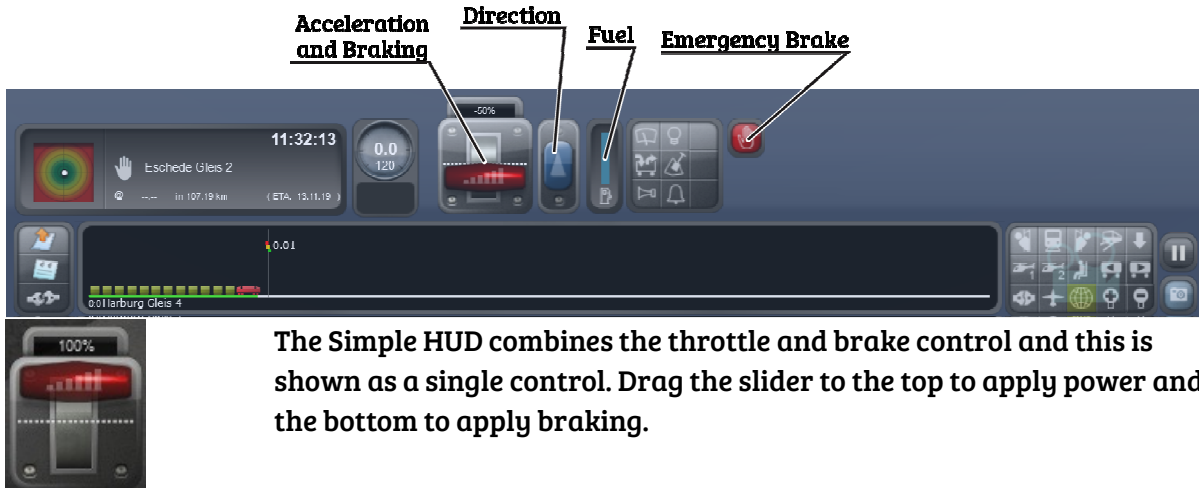 Acceleration
and Braking
Direction
Fuel
Emergency Brake
-50%
11:32:13
0.0
120
Eschede Gleis 2
--.-- in 107.19 km ( ETA. 13.11.19 )
0.01
0.0 Harburg Gleis 4
1
2
100%
The Simple HUD combines the throttle and brake control and this is
shown as a single control. Drag the slider to the top to apply power and
the bottom to apply braking.